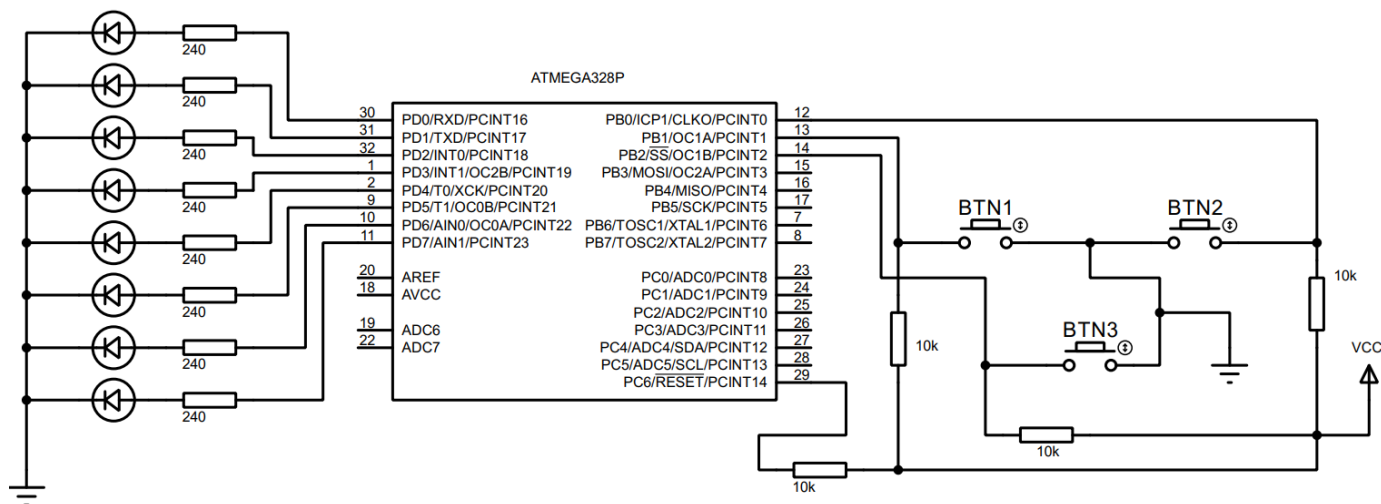 240
240
240
240
240
240
240
240
ATMEGA328P
30 PD0/RXD/PCINT16
31 PD1/TXD/PCINT17
32 PD2/INT0/PCINT18
1 PD3/INT1/OC2B/PCINT19
2 PD4/T0/XCK/PCINT20
9 PD5/T1/OC0B/PCINT21
10 PD6/AIN0/OC0A/PCINT22
11 PD7/AIN1/PCINT23
20 AREF
18 AVCC
19 ADC6
22 ADC7
PB0/ICP1/CLKO/PCINT0 12
PB1/OC1A/PCINT1 13
PB2/SS/OC1B/PCINT2 14
PB3/MOSI/OC2A/PCINT3 15
PB4/MISO/PCINT4 16
PB5/SCK/PCINT5 17
PB6/TOSC1/XTAL1/PCINT6 7
PB7/TOSC2/XTAL2/PCINT7 8
PC0/ADC0/PCINT8 23
PC1/ADC1/PCINT9 24
PC2/ADC2/PCINT10 25
PC3/ADC3/PCINT11 26
PC4/ADC4/SDA/PCINT12 27
PC5/ADC5/SCL/PCINT13 28
PC6/RESET/PCINT14 29
BTN1
BTN2
10k
BTN3
10k
VCC
10k
10k